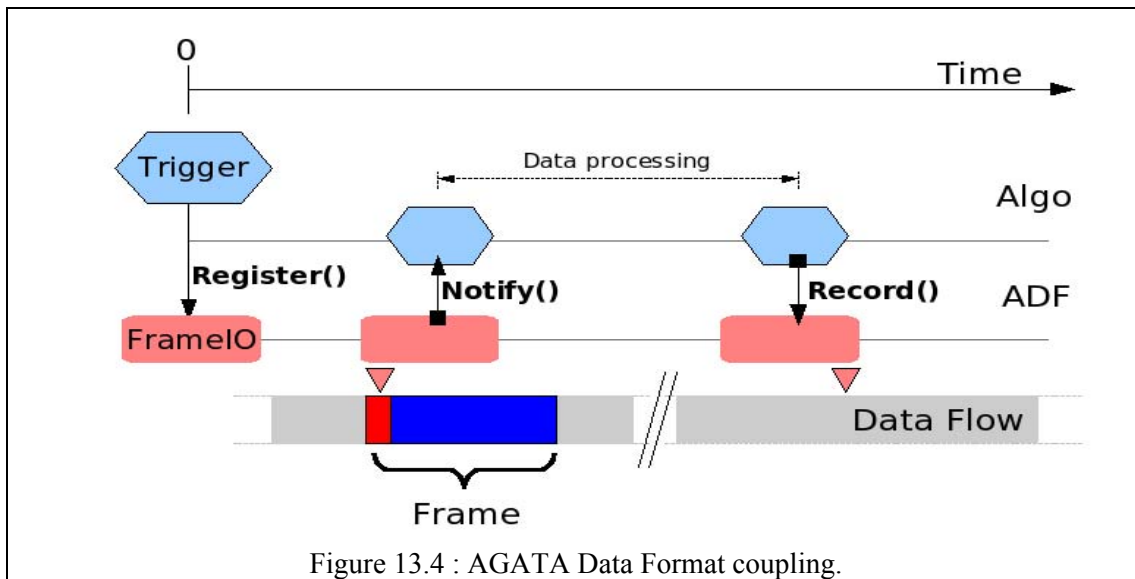 0
Time
Trigger
Data processing
Algo
Register()
Notify()
Record()
ADF
FrameIO
Data Flow
Frame
Figure 13.4 : AGATA Data Format coupling.